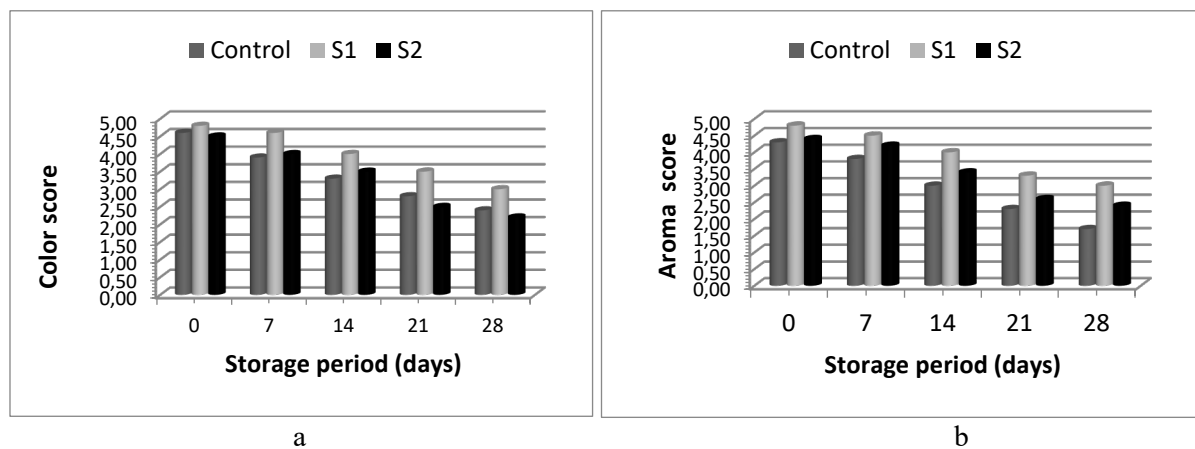 Control S1 S2
5,00
4,50
4,00
3,50
3,00
2,50
2,00
1,50
1,00
0,50
0,00
Color score
0 7 14 21 28
Storage period (days)
a
Control S1 S2
5,00
4,50
4,00
3,50
3,00
2,50
2,00
1,50
1,00
0,50
0,00
Aroma score
0 7 14 21 28
Storage period (days)
b